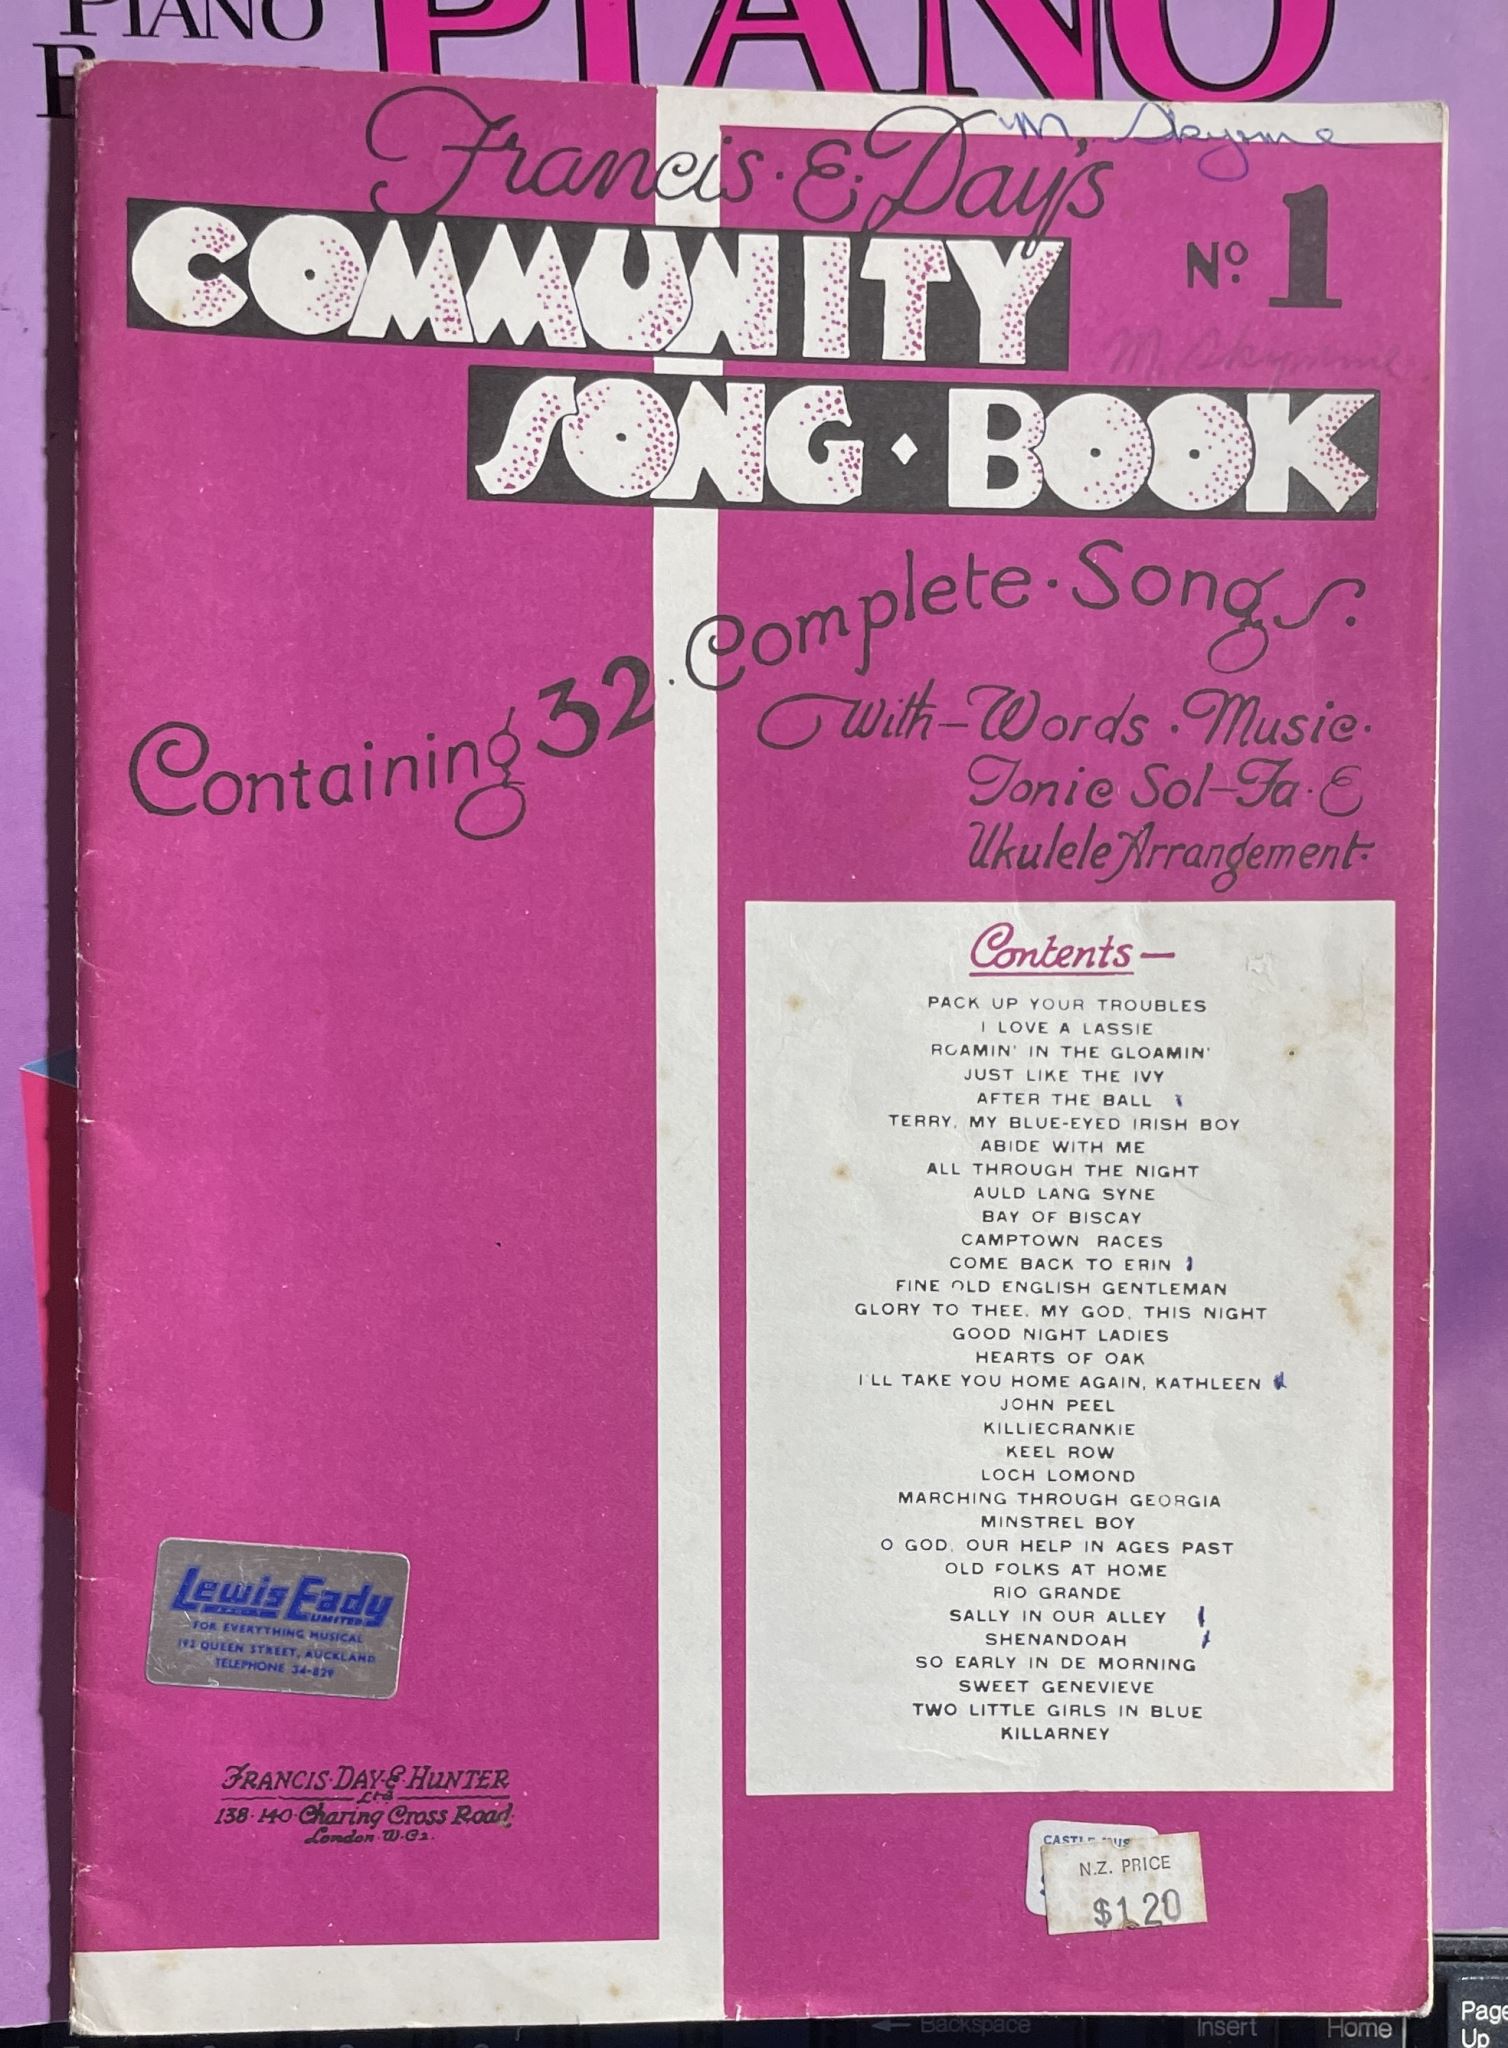 PIANO
PIANO
Francis & Day's
M. Skynne
COMMUNITY
No. 1
SONG · BOOK
Containing 32 · Complete · Songs.
With — Words · Music ·
Tonic Sol-Fa · &
Ukulele Arrangement
Contents —
PACK UP YOUR TROUBLES
I LOVE A LASSIE
ROAMIN' IN THE GLOAMIN'
JUST LIKE THE IVY
AFTER THE BALL
TERRY, MY BLUE-EYED IRISH BOY
ABIDE WITH ME
ALL THROUGH THE NIGHT
AULD LANG SYNE
BAY OF BISCAY
CAMPTOWN RACES
COME BACK TO ERIN
FINE OLD ENGLISH GENTLEMAN
GLORY TO THEE, MY GOD, THIS NIGHT
GOOD NIGHT LADIES
HEARTS OF OAK
I'LL TAKE YOU HOME AGAIN, KATHLEEN
JOHN PEEL
KILLIECRANKIE
KEEL ROW
LOCH LOMOND
MARCHING THROUGH GEORGIA
MINSTREL BOY
O GOD, OUR HELP IN AGES PAST
OLD FOLKS AT HOME
RIO GRANDE
SALLY IN OUR ALLEY
SHENANDOAH
SO EARLY IN DE MORNING
SWEET GENEVIEVE
TWO LITTLE GIRLS IN BLUE
KILLARNEY
Lewis Eady
LIMITED
FOR EVERYTHING MUSICAL
192 QUEEN STREET, AUCKLAND
TELEPHONE 34-829
FRANCIS · DAY · & · HUNTER
Ltd
138 · 140 · Charing Cross Road
London · W.C.2.
CASTLE MUS
N.Z. PRICE
$1.20
Backspace
Insert
Home
Page
Up